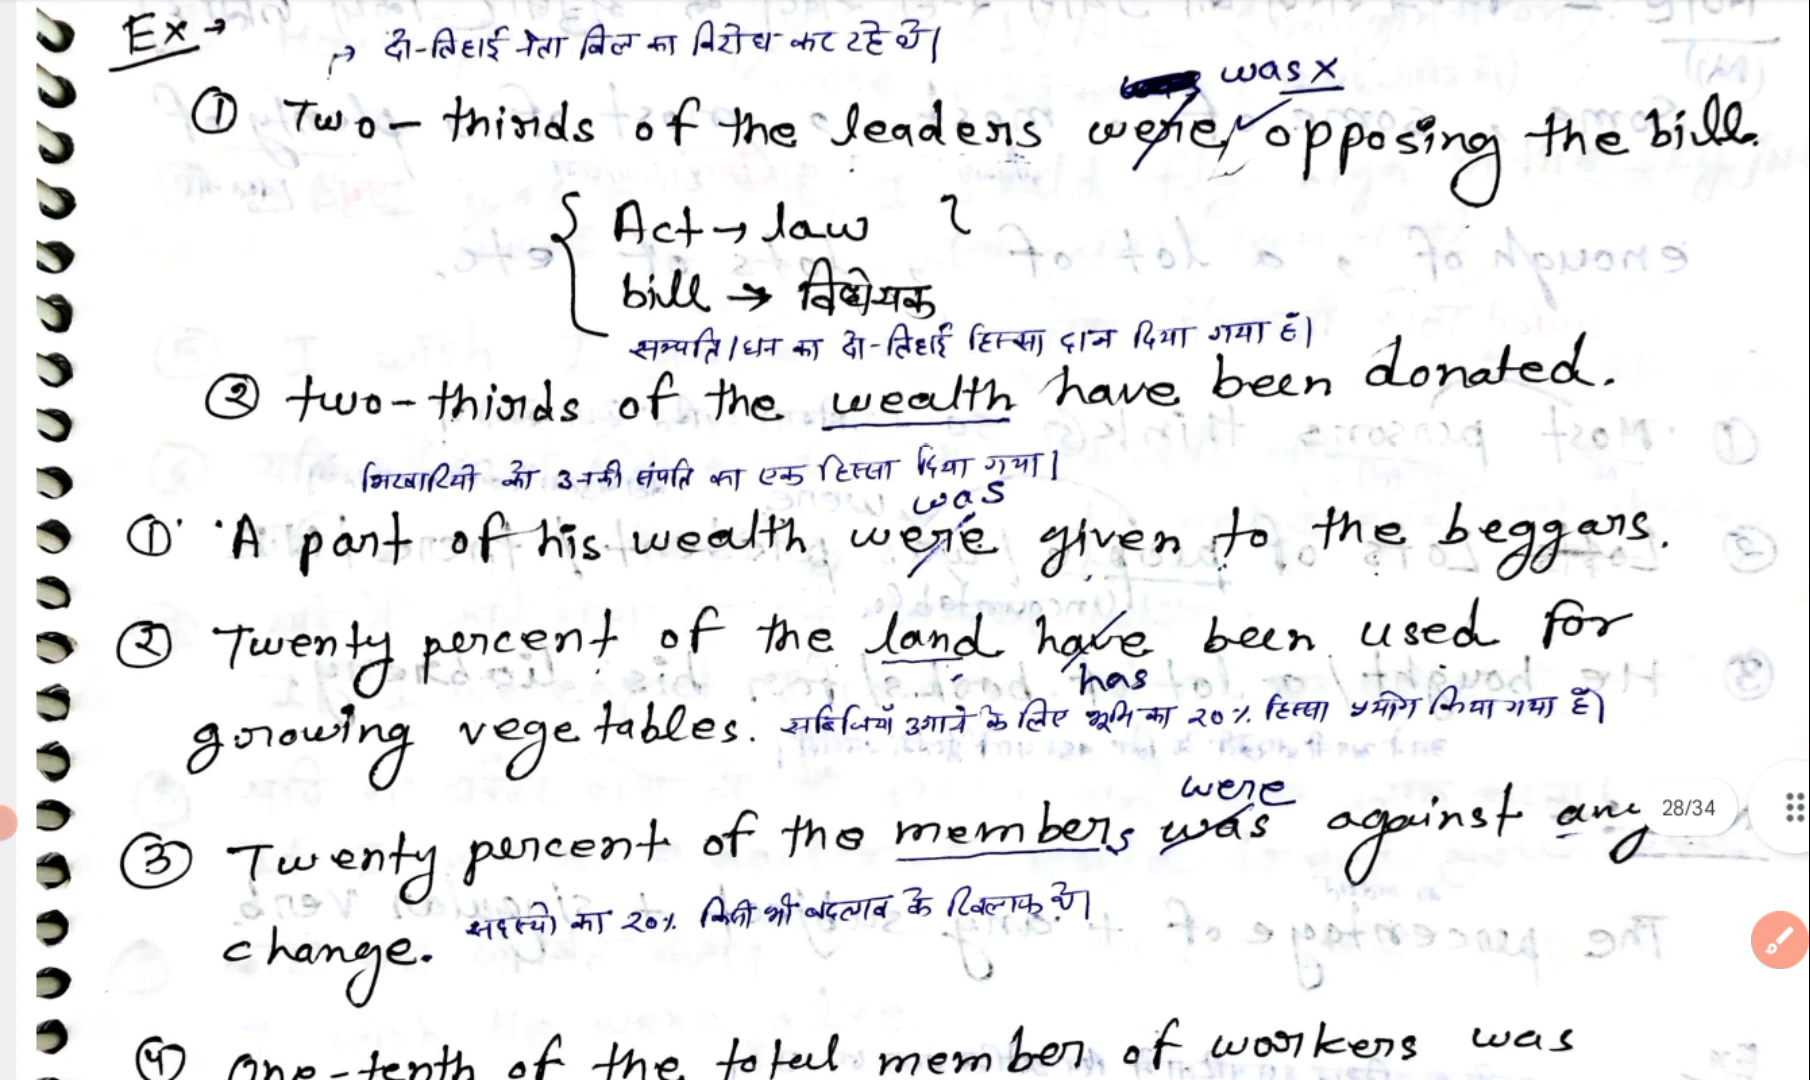 Ex →
→ दो-तिहाई नेता बिल का विरोध कर रहे थे।
was x
① Two-thirds of the leaders were ✓ opposing the bill.
{ Act → law }
bill → विधेयक
सम्पति/धन का दो-तिहाई हिस्सा दान दिया गया है।
② two-thirds of the wealth have been donated.
भिखारियो को उनकी संपति का एक हिस्सा दिया गया।
was
① A part of his wealth were given to the beggars.
② Twenty percent of the land have been used for
has
growing vegetables. सब्जियाँ उगाने के लिए भूमि का 20%. हिस्सा प्रयोग किया गया है।
were
③ Twenty percent of the members was against any
28/34
change. सदस्यो का 20%. किसी भी बदलाव के खिलाफ थे।
④ One-tenth of the total member of workers was